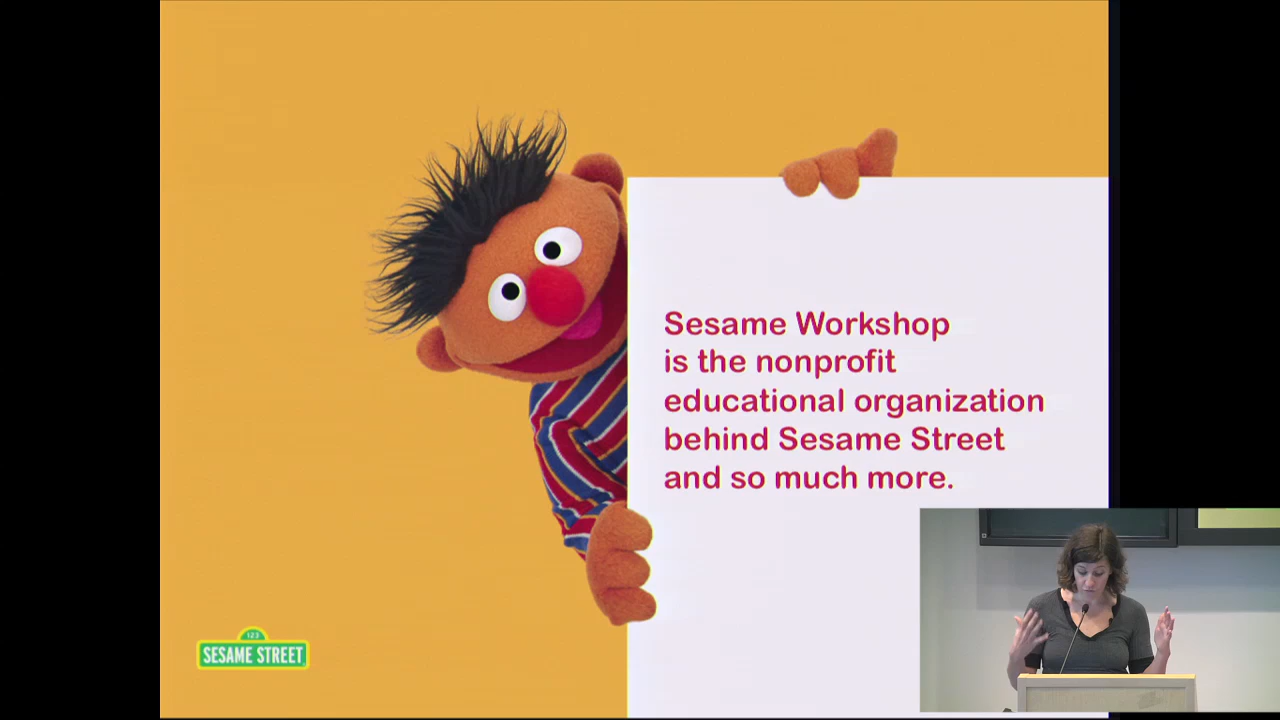 Sesame Workshop
is the nonprofit
educational organization
behind Sesame Street
and so much more.
123
SESAME STREET